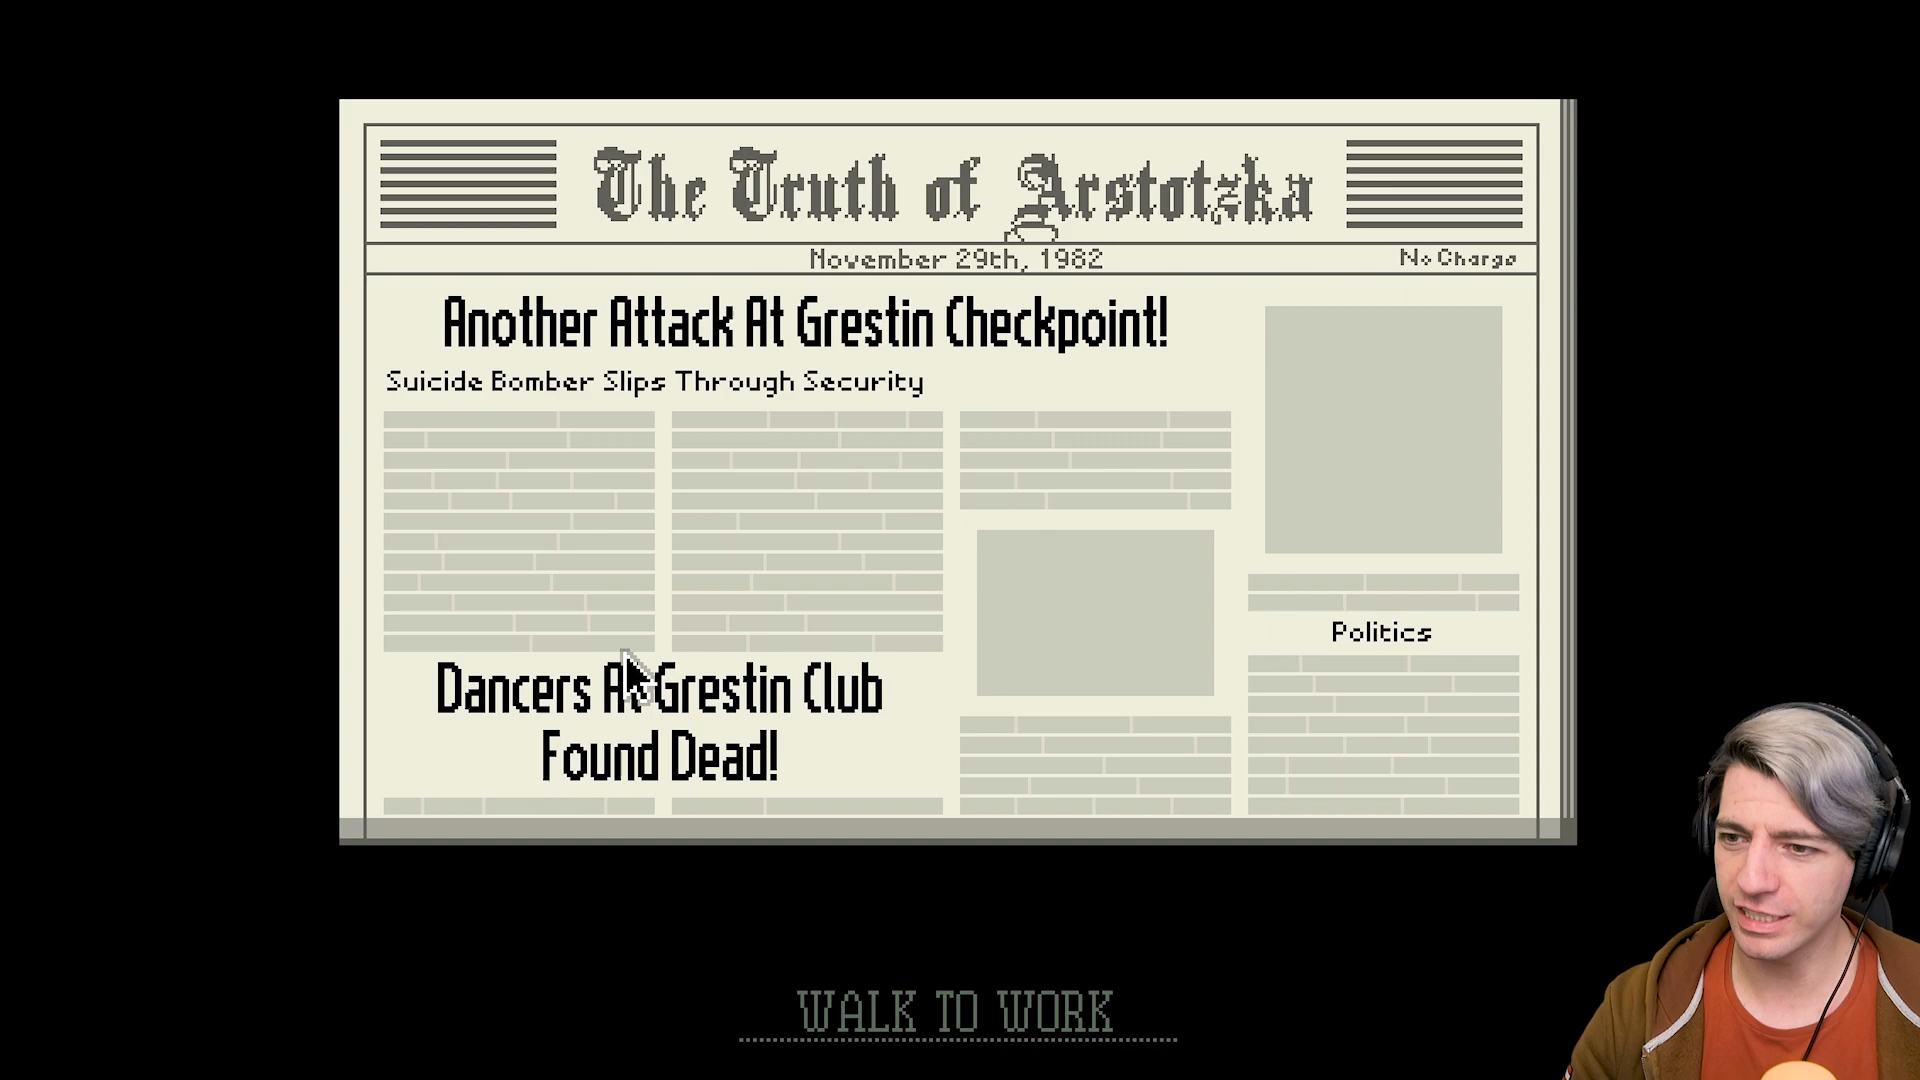 The Truth of Arstotzka
November 29th, 1982
No Charge
Another Attack At Grestin Checkpoint!
Suicide Bomber Slips Through Security
Dancers At Grestin Club
Found Dead!
Politics
WALK TO WORK